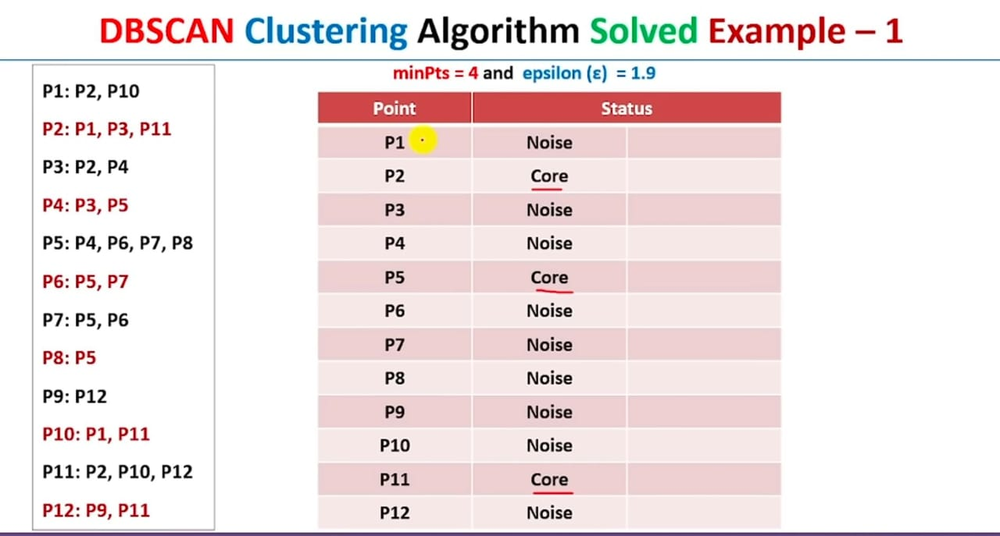 DBSCAN Clustering Algorithm Solved Example – 1
P1: P2, P10
P2: P1, P3, P11
P3: P2, P4
P4: P3, P5
P5: P4, P6, P7, P8
P6: P5, P7
P7: P5, P6
P8: P5
P9: P12
P10: P1, P11
P11: P2, P10, P12
P12: P9, P11
minPts = 4 and epsilon (ε) = 1.9
Point Status
P1 Noise
P2 Core
P3 Noise
P4 Noise
P5 Core
P6 Noise
P7 Noise
P8 Noise
P9 Noise
P10 Noise
P11 Core
P12 Noise